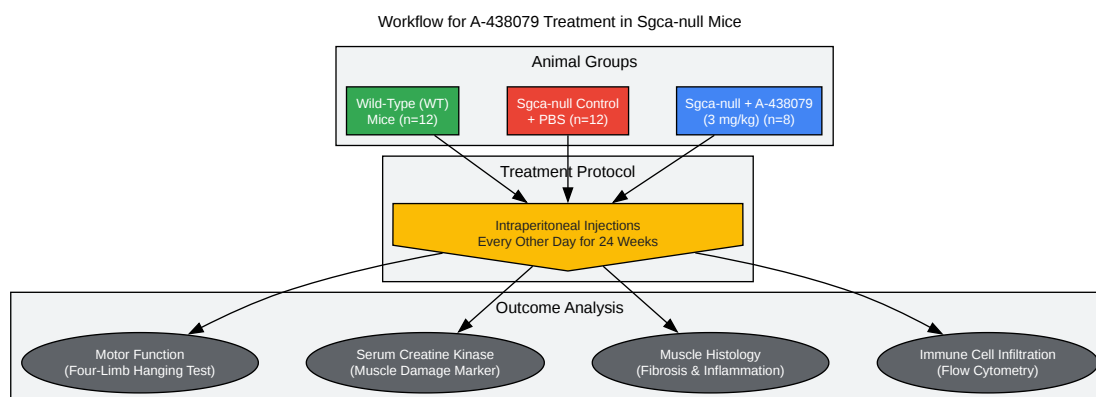 Workflow for A-438079 Treatment in Sgca-null Mice
Animal Groups
Wild-Type (WT)
Mice (n=12)
Sgca-null Control
+ PBS (n=12)
Sgca-null + A-438079
(3 mg/kg) (n=8)
Treatment Protocol
Intraperitoneal Injections
Every Other Day for 24 Weeks
Outcome Analysis
Motor Function
(Four-Limb Hanging Test)
Serum Creatine Kinase
(Muscle Damage Marker)
Muscle Histology
(Fibrosis & Inflammation)
Immune Cell Infiltration
(Flow Cytometry)